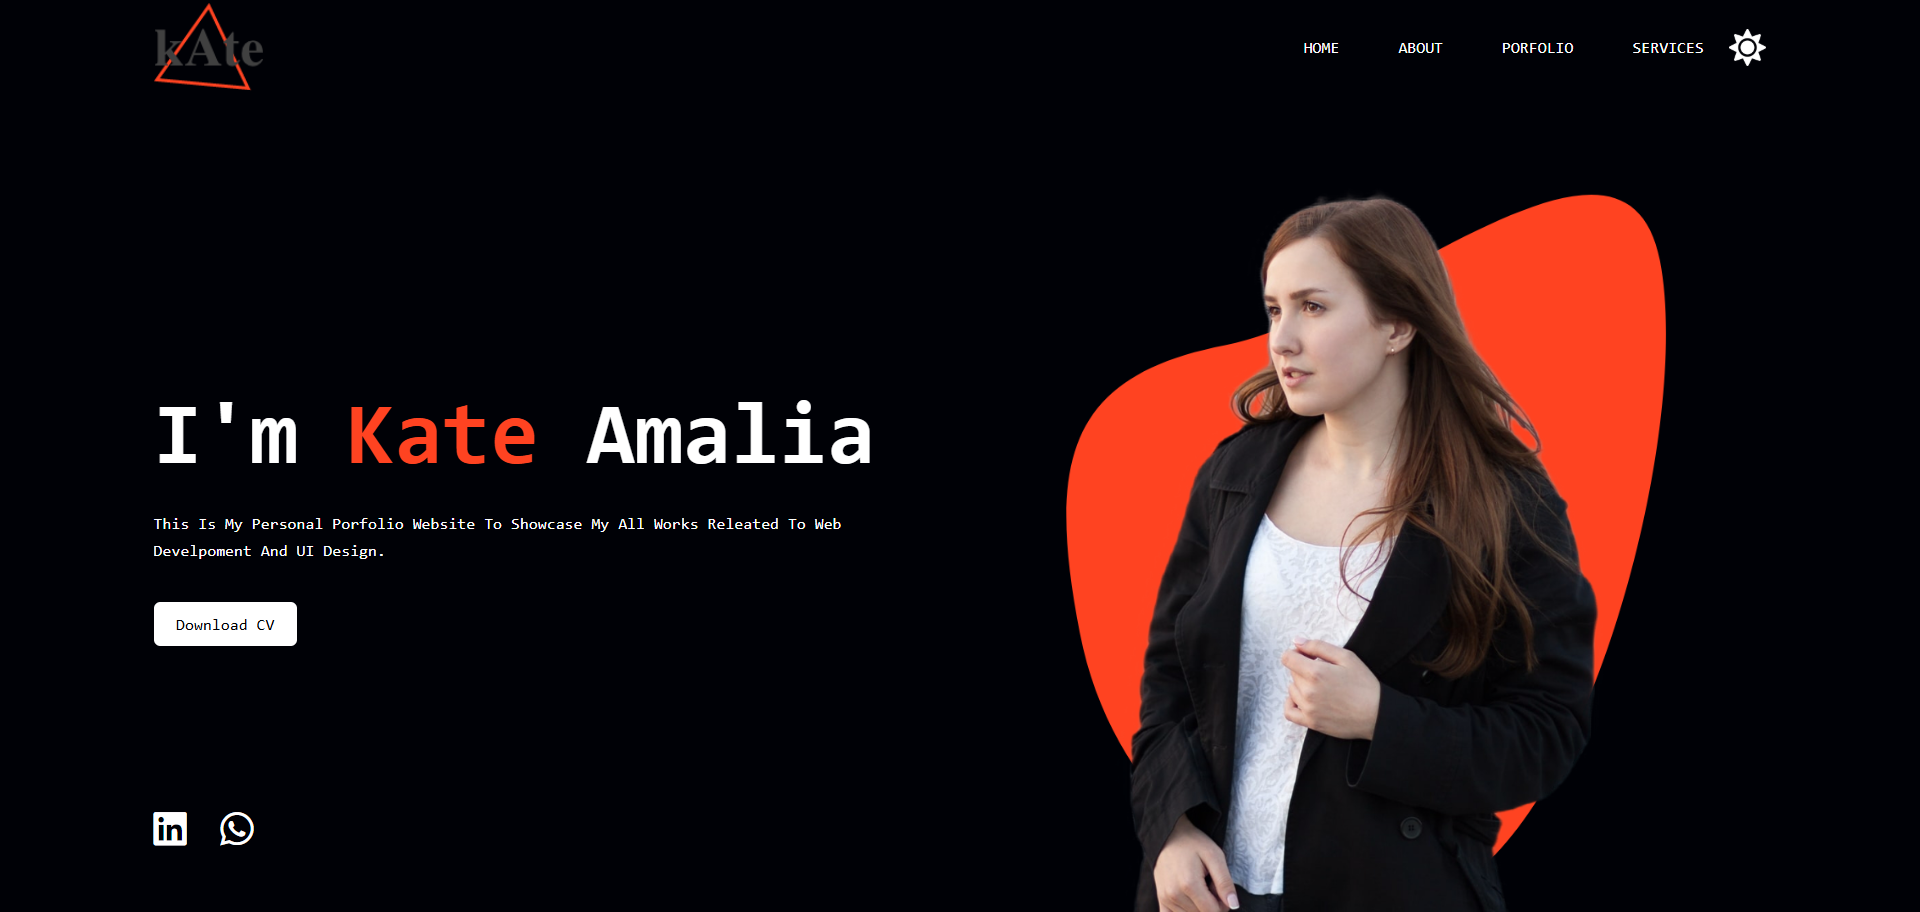 kAte
HOME ABOUT PORFOLIO SERVICES
I'm Kate Amalia
This Is My Personal Porfolio Website To Showcase My All Works Releated To Web
Develpoment And UI Design.
Download CV
in